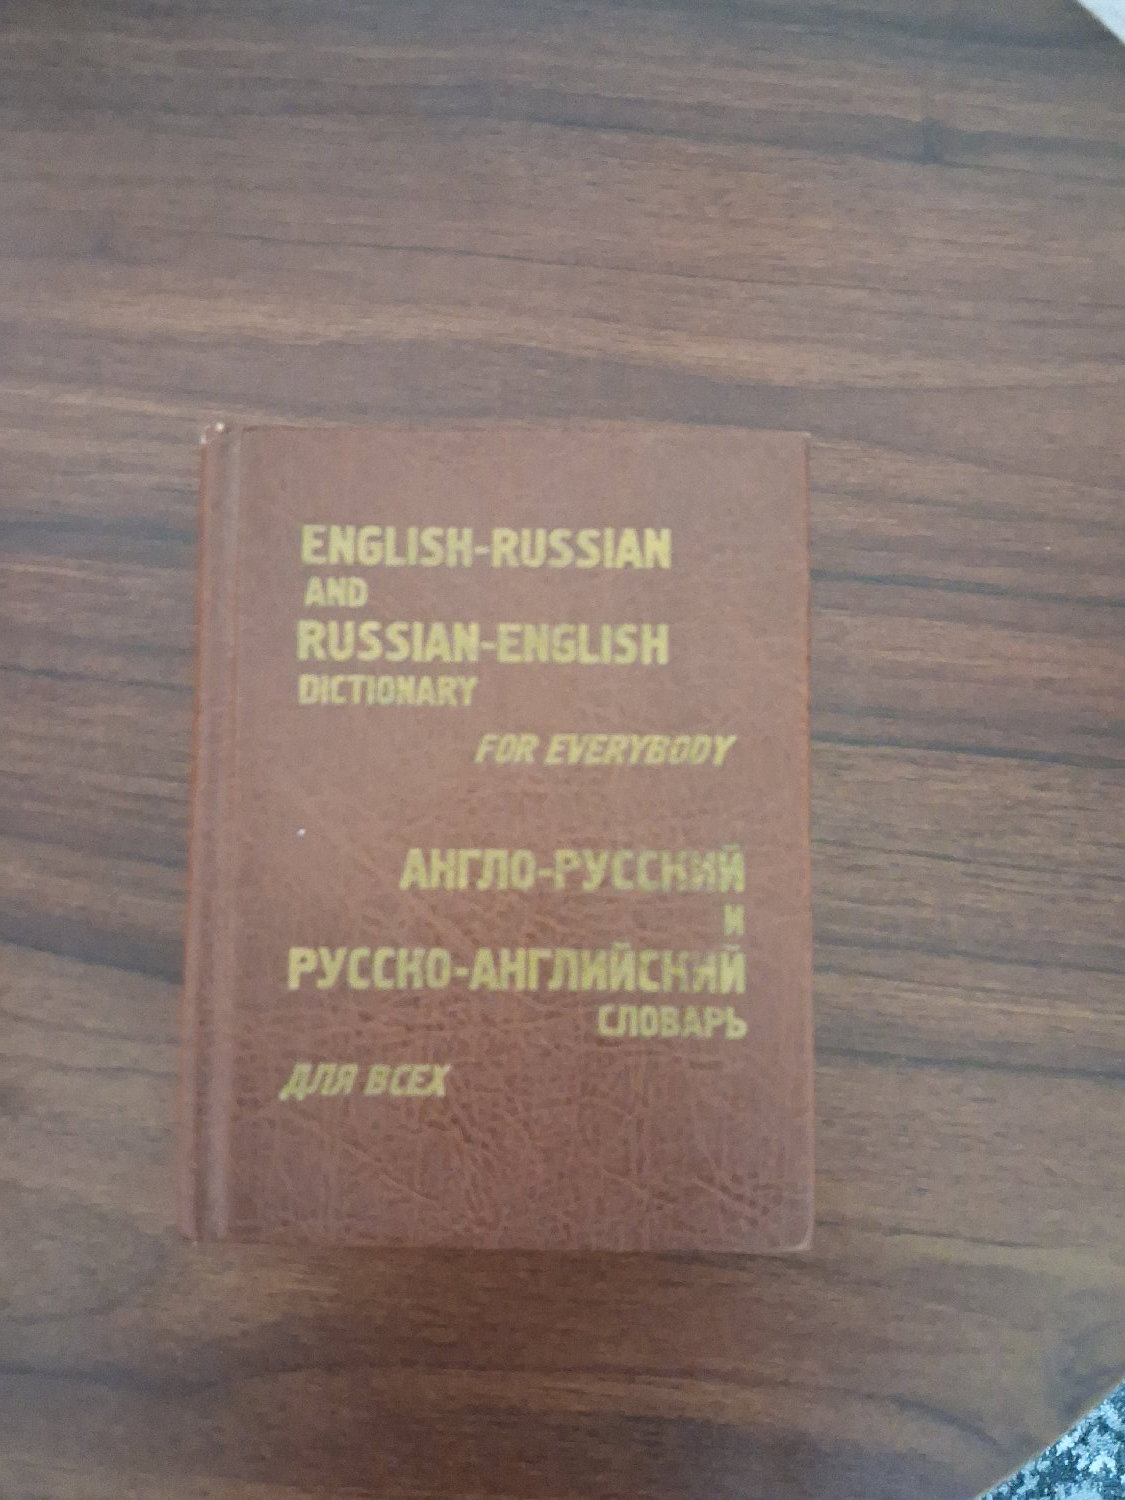 ENGLISH-RUSSIAN
AND
RUSSIAN-ENGLISH
DICTIONARY
FOR EVERYBODY
АНГЛО-РУССКИЙ
И
РУССКО-АНГЛИЙСКИЙ
СЛОВАРЬ
ДЛЯ ВСЕХ